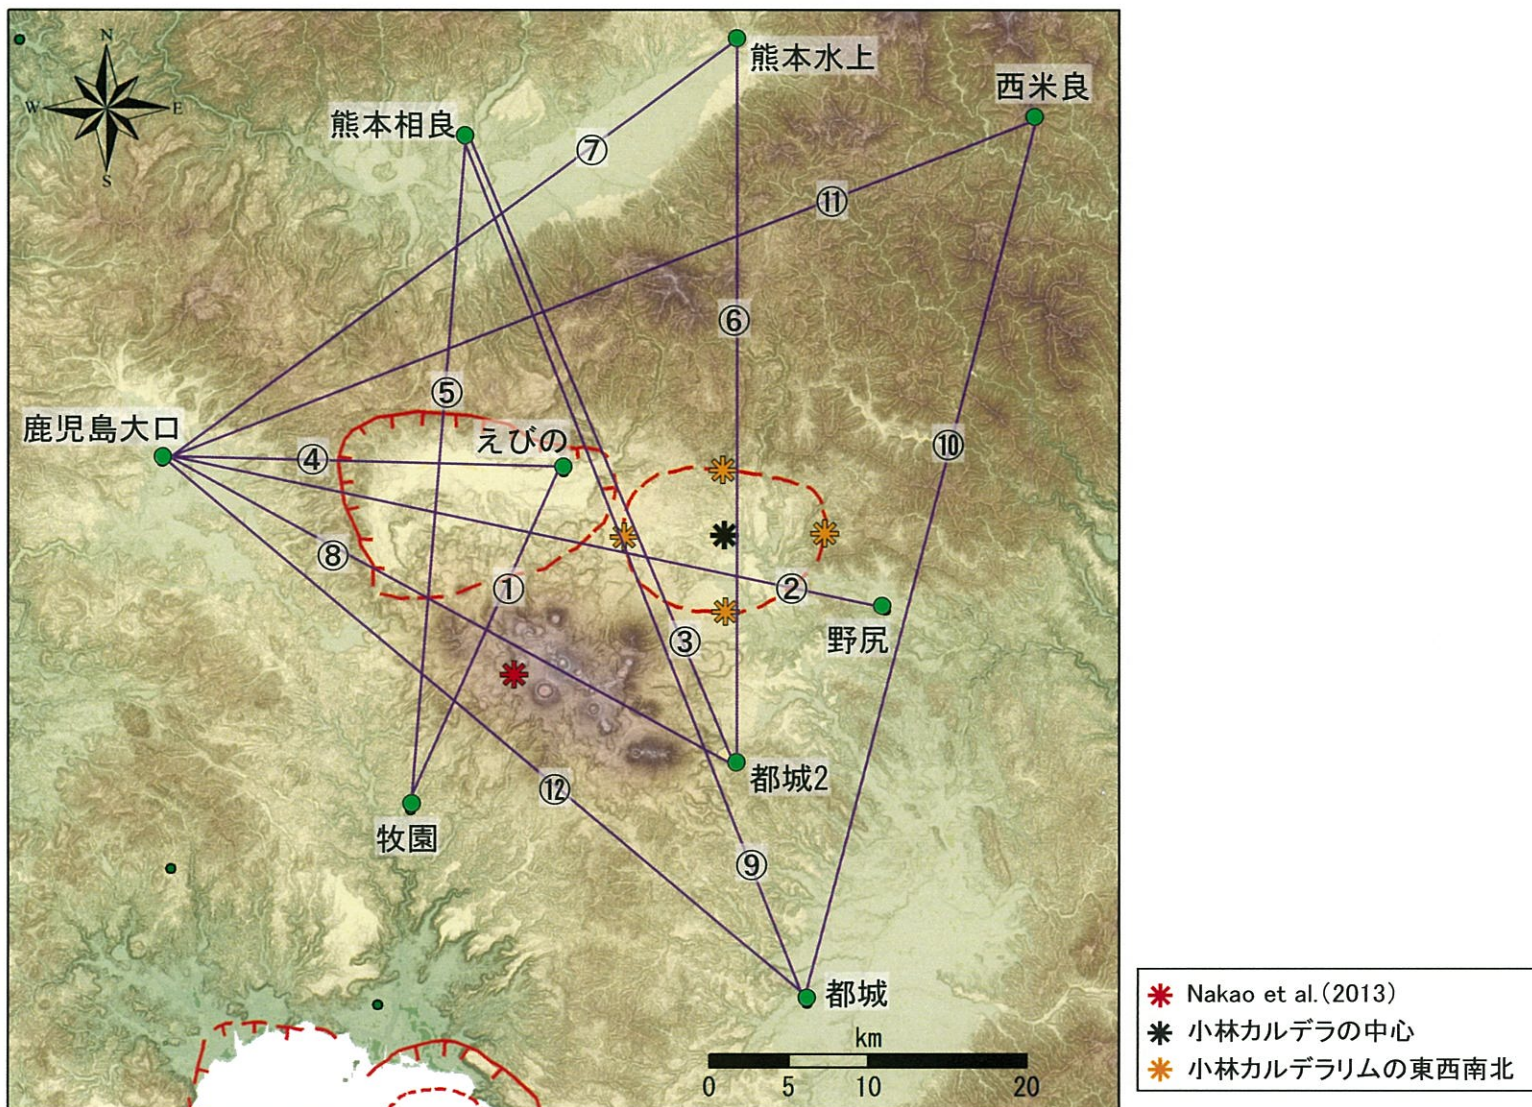 N
W
E
S
熊本水上
西米良
熊本相良
⑦
⑪
⑥
⑤
鹿児島大口
えびの
④
⑩
⑧
①
②
野尻
③
都城2
⑫
牧園
⑨
都城
km
0 5 10 20
Nakao et al.(2013)
小林カルデラの中心
小林カルデラリムの東西南北